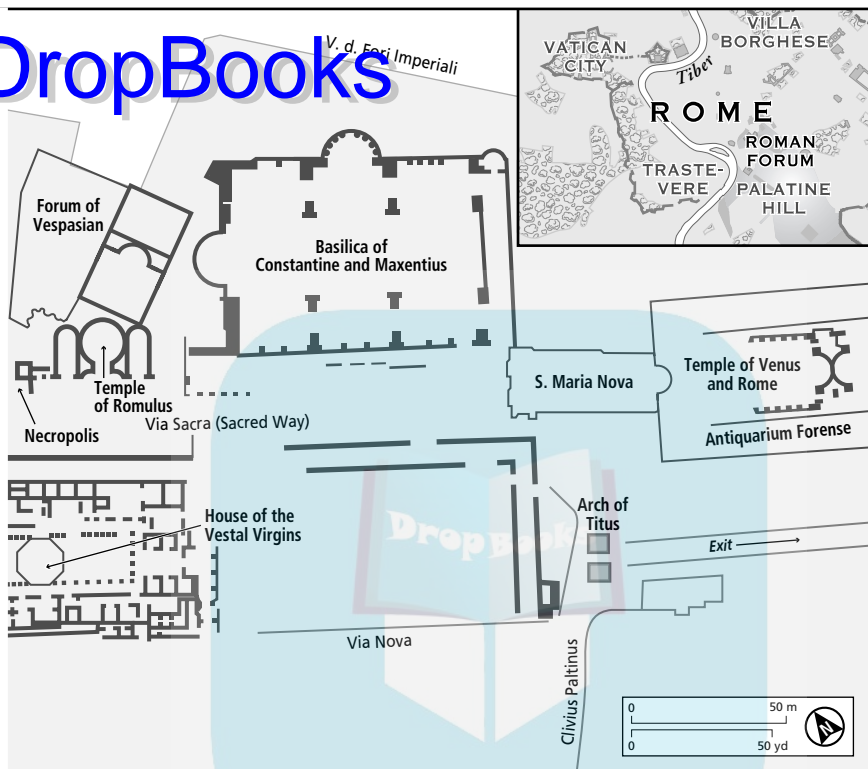 DropBooks
V. d. Fori Imperiali
VATICAN
CITY
VILLA
BORGHESE
Tiber
ROME
ROMAN
FORUM
TRASTE-
VERE
PALATINE
HILL
Forum of
Vespasian
Basilica of
Constantine and Maxentius
Temple
of Romulus
Necropolis
Via Sacra (Sacred Way)
S. Maria Nova
Temple of Venus
and Rome
Antiquarium Forense
House of the
Vestal Virgins
Arch of
Titus
DropBooks
Exit
Via Nova
Clivius Paltinus
0 50 m
0 50 yd
N